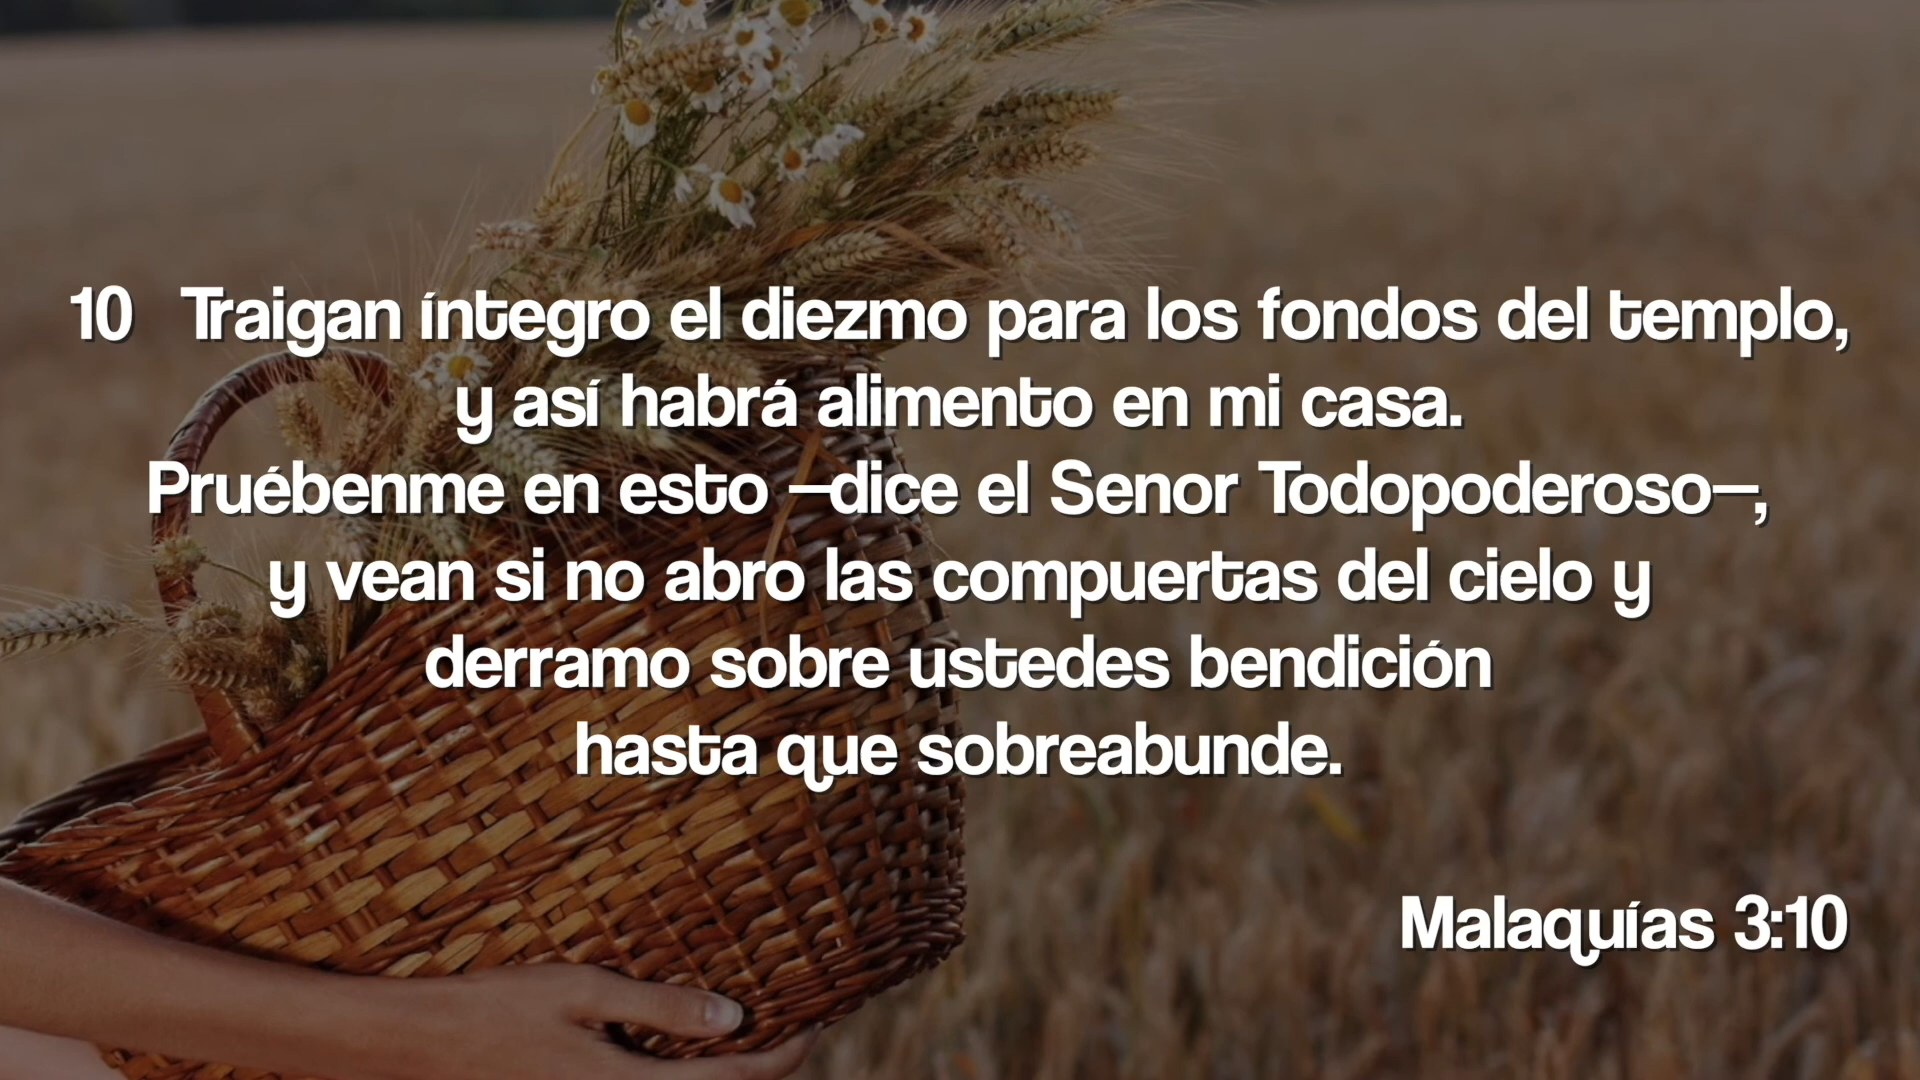 10 Traigan íntegro el diezmo para los fondos del templo,
y así habrá alimento en mi casa.
Pruébenme en esto —dice el Senor Todopoderoso—,
y vean si no abro las compuertas del cielo y
derramo sobre ustedes bendición
hasta que sobreabunde.
Malaquías 3:10